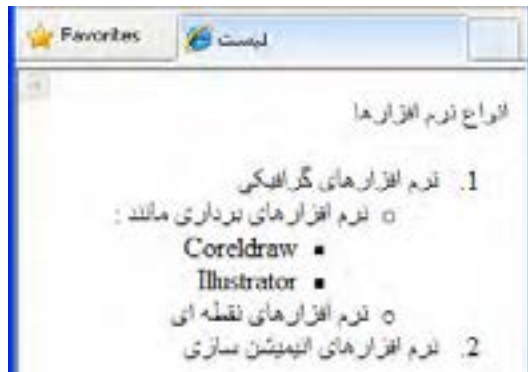 Favorites
لیست
انواع نرم افزارها
1. نرم افزارهای گرافیکی
o نرم افزارهای برداری مانند :
▪ Coreldraw
▪ Illustrator
o نرم افزارهای نقطه ای
2. نرم افزارهای انیمیشن سازی